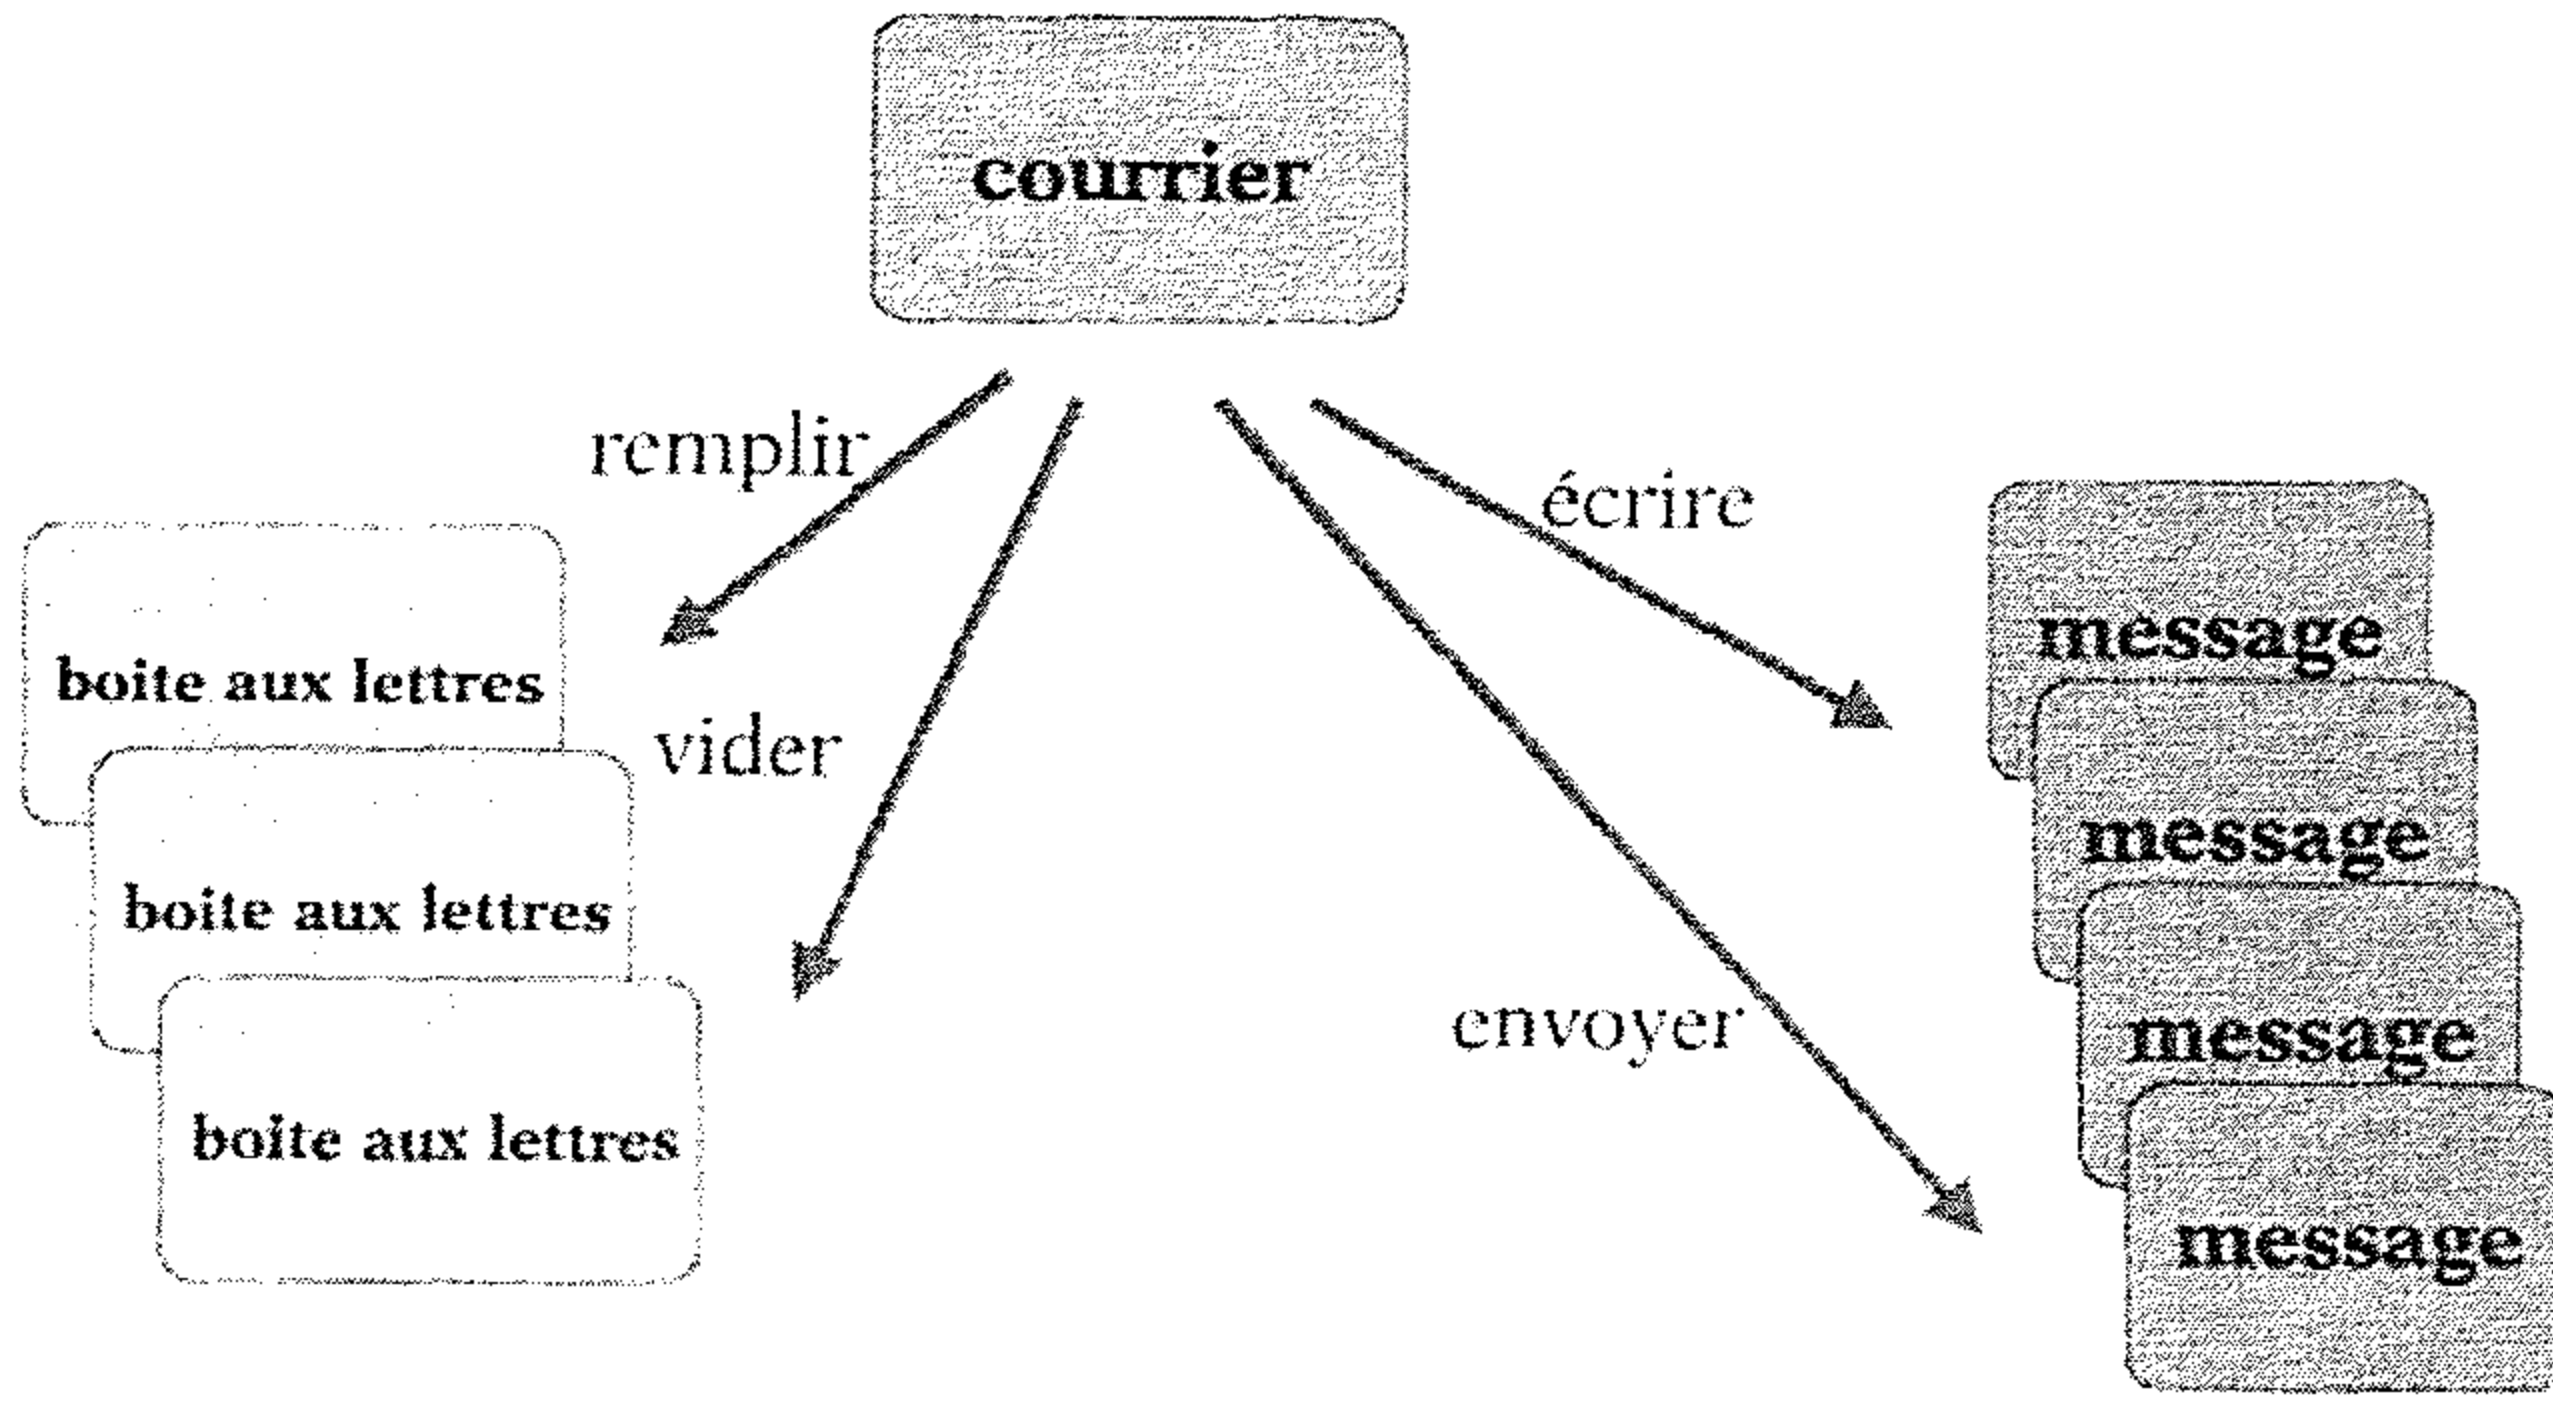 courrier
remplir
écrire
boite aux lettres
vider
boite aux lettres
boite aux lettres
envoyer
message
message
message
message